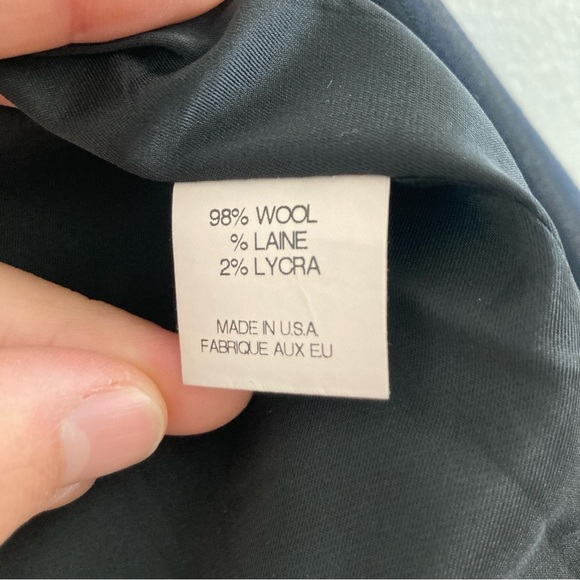 98% WOOL
% LAINE
2% LYCRA
MADE IN U.S.A.
FABRIQUE AUX EU